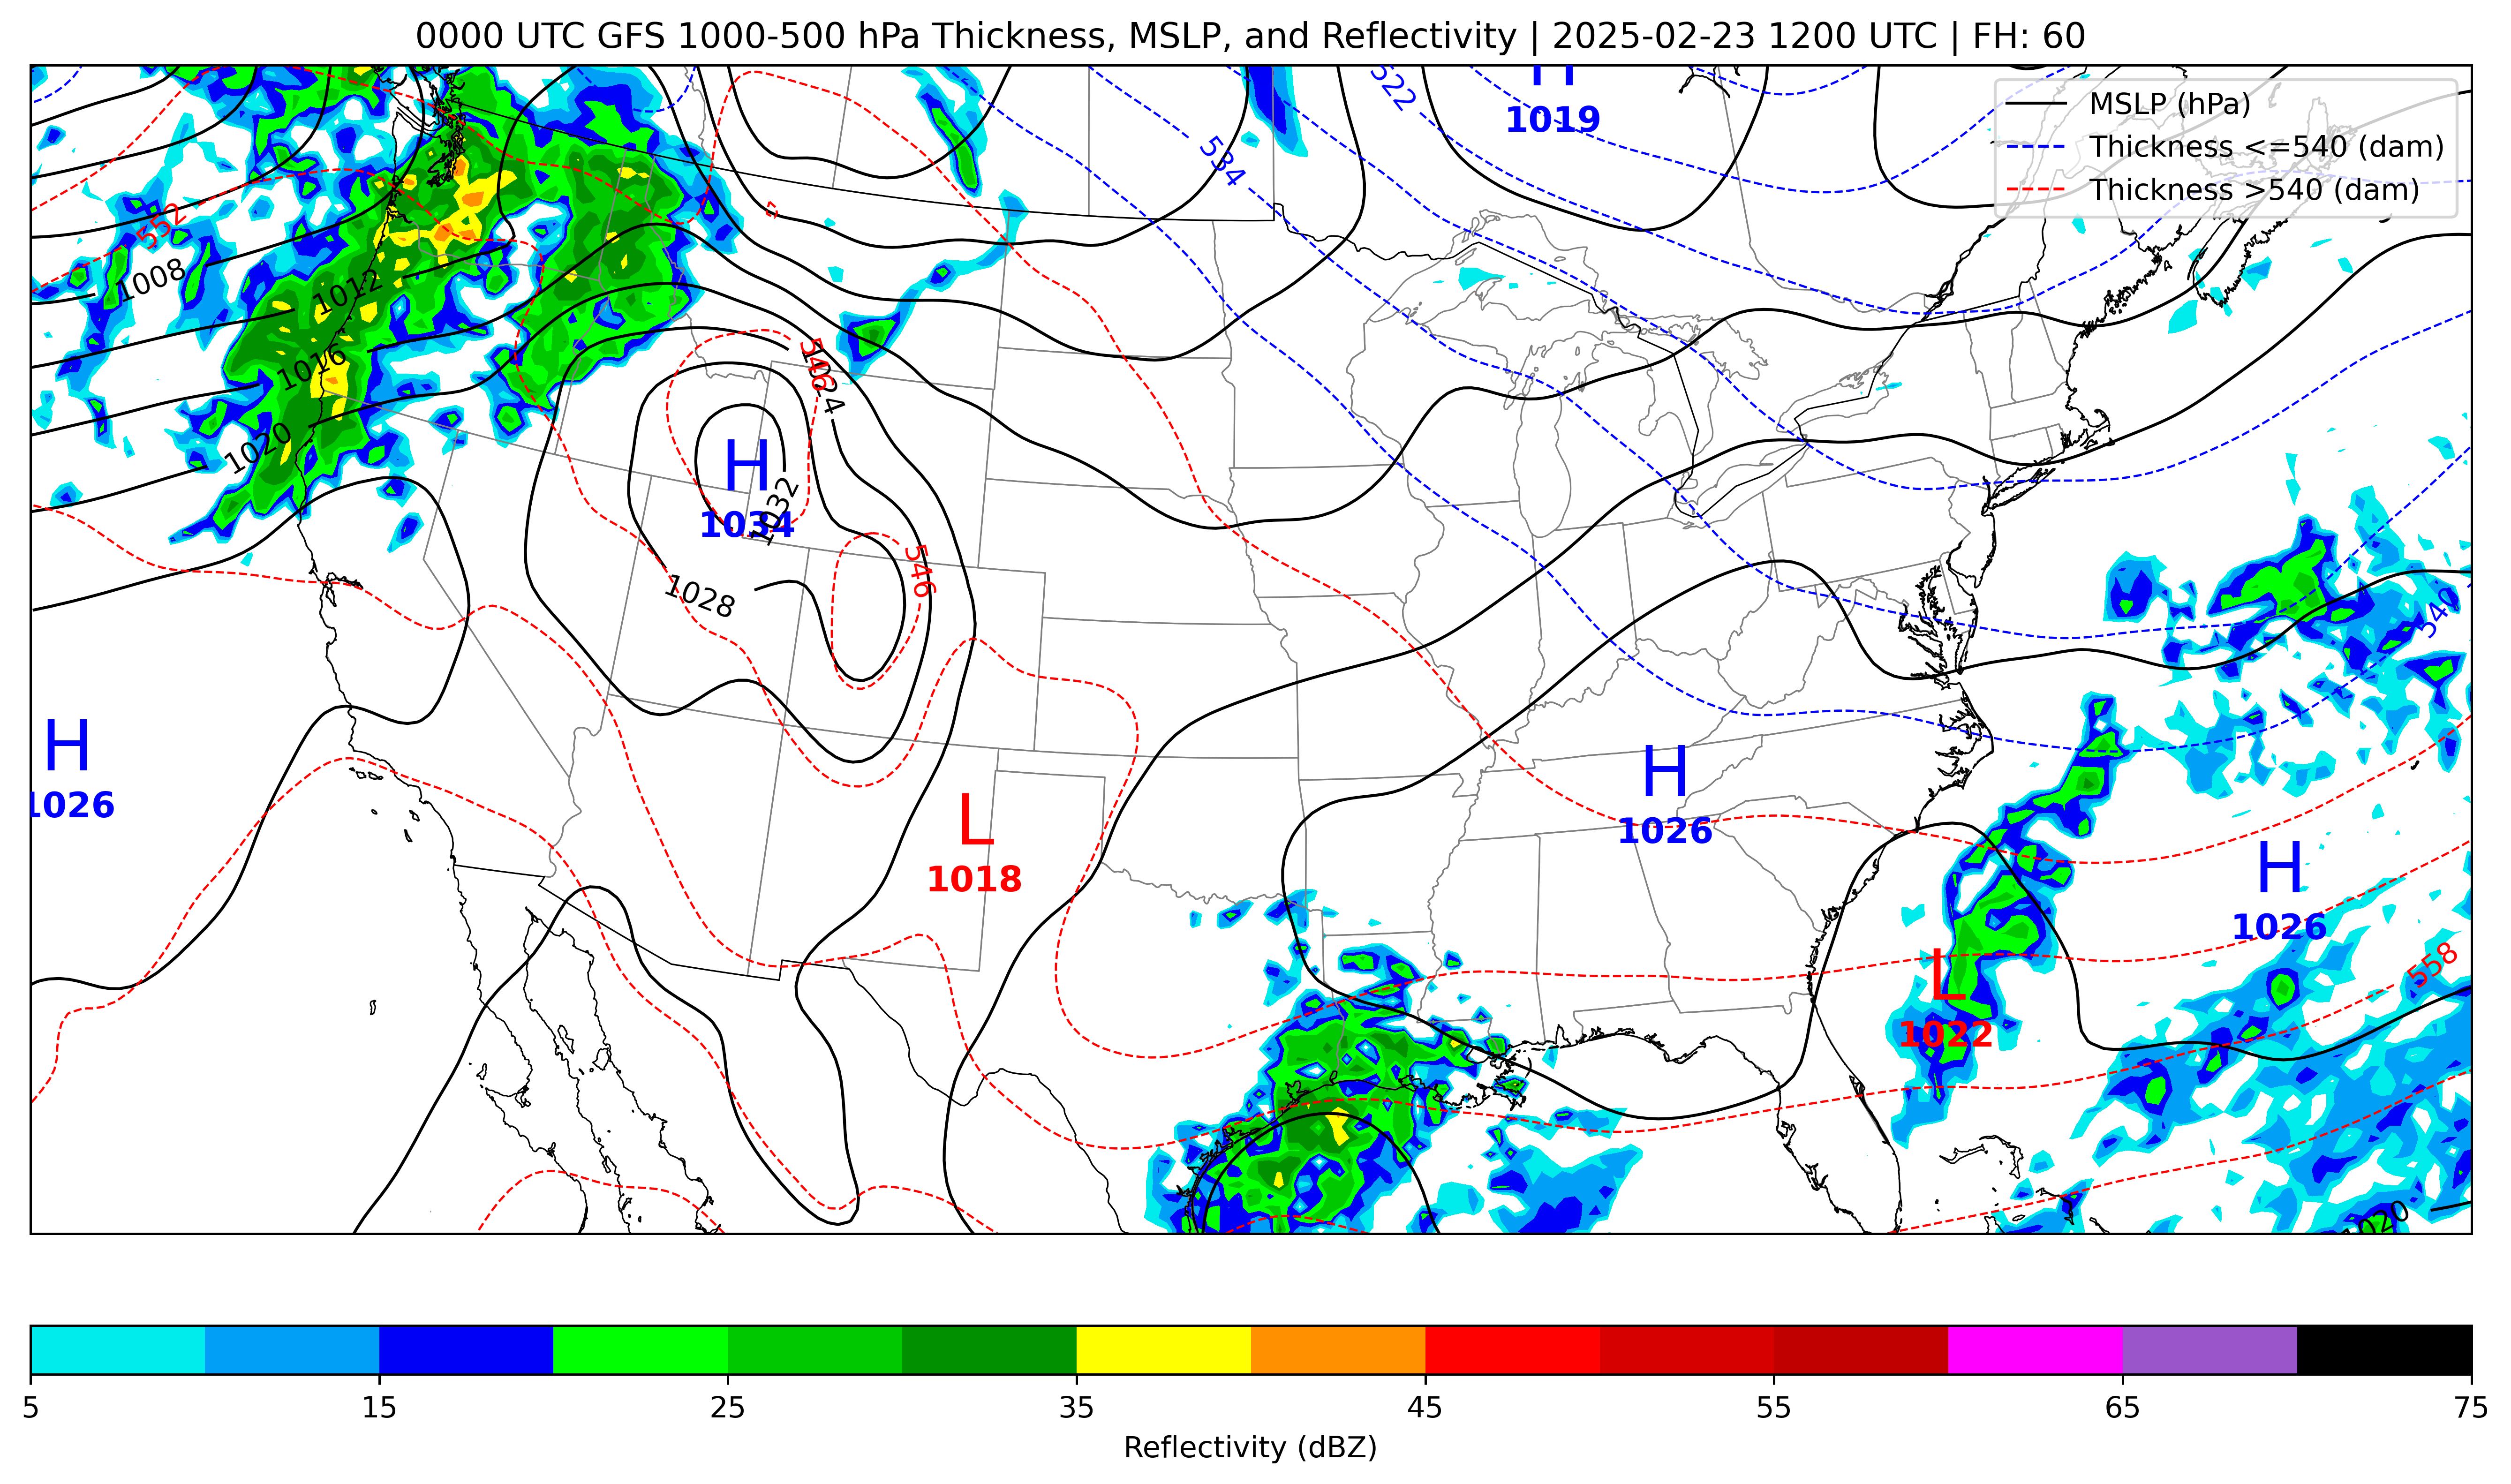 0000 UTC GFS 1000-500 hPa Thickness, MSLP, and Reflectivity | 2025-02-23 1200 UTC | FH: 60
H
1019
522
534
MSLP (hPa)
Thickness <=540 (dam)
Thickness >540 (dam)
552
1008
1012
1016
1020
546
1024
H
1034
1032
546
1028
540
H
1026
H
1026
L
1018
H
1026
558
L
1022
1020
5
15
25
35
45
55
65
75
Reflectivity (dBZ)